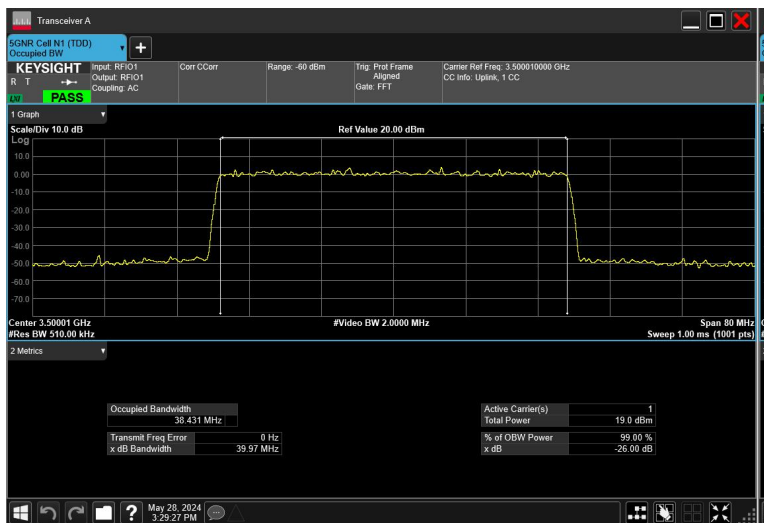 Transceiver A
5GNR Cell N1 (TDD)
Occupied BW
KEYSIGHT
R T
LXI
PASS
Input: RFIO1
Output: RFIO1
Coupling: AC
Corr CCorr
Range: -60 dBm
Trig: Prot Frame
Aligned
Gate: FFT
Carrier Ref Freq: 3.500010000 GHz
CC Info: Uplink, 1 CC
1 Graph
Scale/Div 10.0 dB
Ref Value 20.00 dBm
Log
10.0
0.00
-10.0
-20.0
-30.0
-40.0
-50.0
-60.0
-70.0
Center 3.50001 GHz
#Video BW 2.0000 MHz
Span 80 MHz
#Res BW 510.00 kHz
Sweep 1.00 ms (1001 pts)
2 Metrics
Occupied Bandwidth
38.431 MHz
Active Carrier(s) 1
Total Power 19.0 dBm
Transmit Freq Error 0 Hz
x dB Bandwidth 39.97 MHz
% of OBW Power 99.00 %
x dB -26.00 dB
?
May 28, 2024
3:29:27 PM